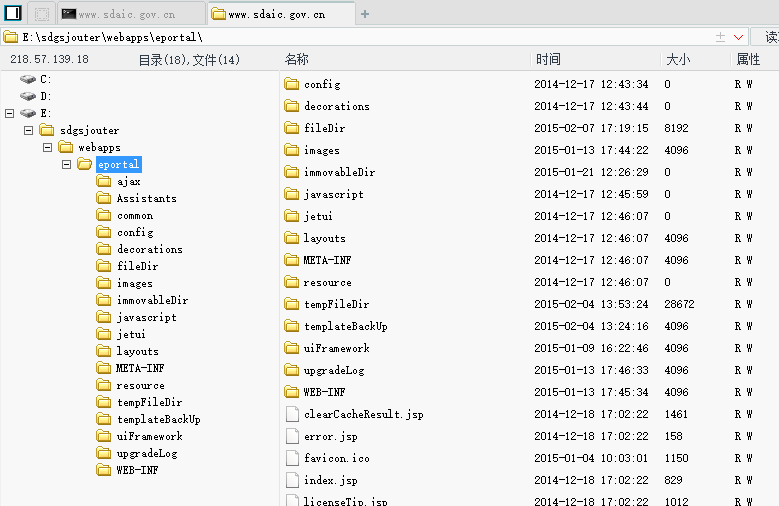 www.sdaic.gov.cn
www.sdaic.gov.cn
+
E:\sdgsjouter\webapps\eportal\
218.57.139.18 目录(18),文件(14)
名称 时间 大小 属性
C:
D:
E:
sdgsjouter
webapps
eportal
ajax
Assistants
common
config
decorations
fileDir
images
immovableDir
javascript
jetui
layouts
META-INF
resource
tempFileDir
templateBackUp
uiFramework
upgradeLog
WEB-INF
config 2014-12-17 12:43:34 0 R W
decorations 2014-12-17 12:43:44 0 R W
fileDir 2015-02-07 17:19:15 8192 R W
images 2015-01-13 17:44:22 4096 R W
immovableDir 2015-01-21 12:26:29 0 R W
javascript 2014-12-17 12:45:59 0 R W
jetui 2014-12-17 12:46:07 0 R W
layouts 2014-12-17 12:46:07 4096 R W
META-INF 2014-12-17 12:46:07 4096 R W
resource 2014-12-17 12:46:07 0 R W
tempFileDir 2015-02-04 13:53:24 28672 R W
templateBackUp 2015-02-04 13:24:16 4096 R W
uiFramework 2015-01-09 16:22:46 4096 R W
upgradeLog 2015-01-13 17:46:33 4096 R W
WEB-INF 2015-01-13 17:45:34 4096 R W
clearCacheResult.jsp 2014-12-18 17:02:22 1461 R W
error.jsp 2014-12-18 17:02:22 158 R W
favicon.ico 2015-01-04 10:03:01 1150 R W
index.jsp 2014-12-18 17:02:22 829 R W
licenseTip.jsp 2014-12-18 17:02:22 1012 R W